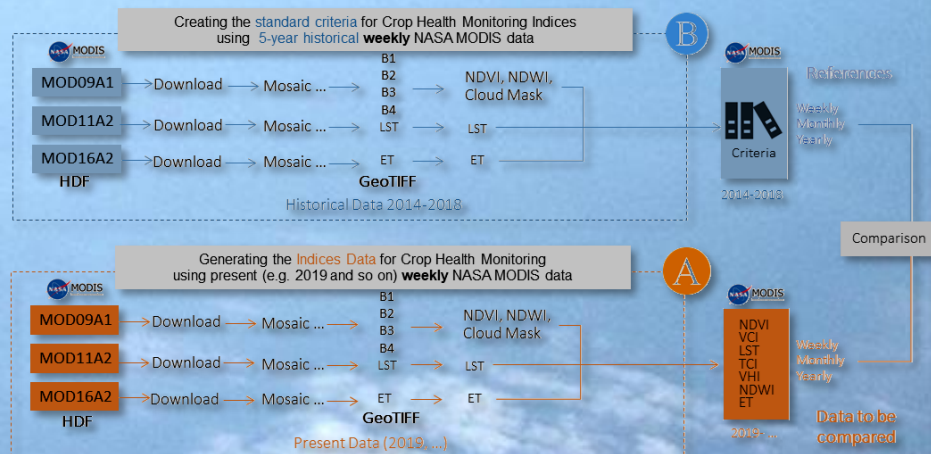 Creating the standard criteria for Crop Health Monitoring Indices
using 5-year historical weekly NASA MODIS data
B
NASA MODIS
MOD09A1
Download
Mosaic ...
B1
B2
B3
B4
NDVI, NDWI,
Cloud Mask
MOD11A2
Download
Mosaic ...
LST
LST
MOD16A2
Download
Mosaic ...
ET
ET
HDF
GeoTIFF
Historical Data 2014-2018
NASA MODIS
References
Criteria
Weekly
Monthly
Yearly
2014-2018
Comparison
Generating the Indices Data for Crop Health Monitoring
using present (e.g. 2019 and so on) weekly NASA MODIS data
A
NASA MODIS
MOD09A1
Download
Mosaic ...
B1
B2
B3
B4
NDVI, NDWI,
Cloud Mask
MOD11A2
Download
Mosaic ...
LST
LST
MOD16A2
Download
Mosaic ...
ET
ET
HDF
GeoTIFF
Present Data (2019, ...)
NASA MODIS
NDVI
VCI
LST
TCI
VHI
NDWI
ET
Weekly
Monthly
Yearly
2019 - ...
Data to be
compared